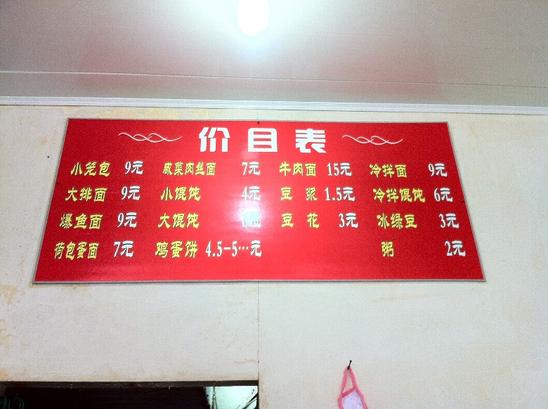 价目表
小笼包 9元 咸菜肉丝面 7元 牛肉面 15元 冷拌面 9元
大排面 9元 小馄饨 4元 豆浆 1.5元 冷拌馄饨 6元
爆鱼面 9元 大馄饨 元 豆花 3元 冰绿豆 3元
荷包蛋面 7元 鸡蛋饼 4.5-5…元 粥 2元